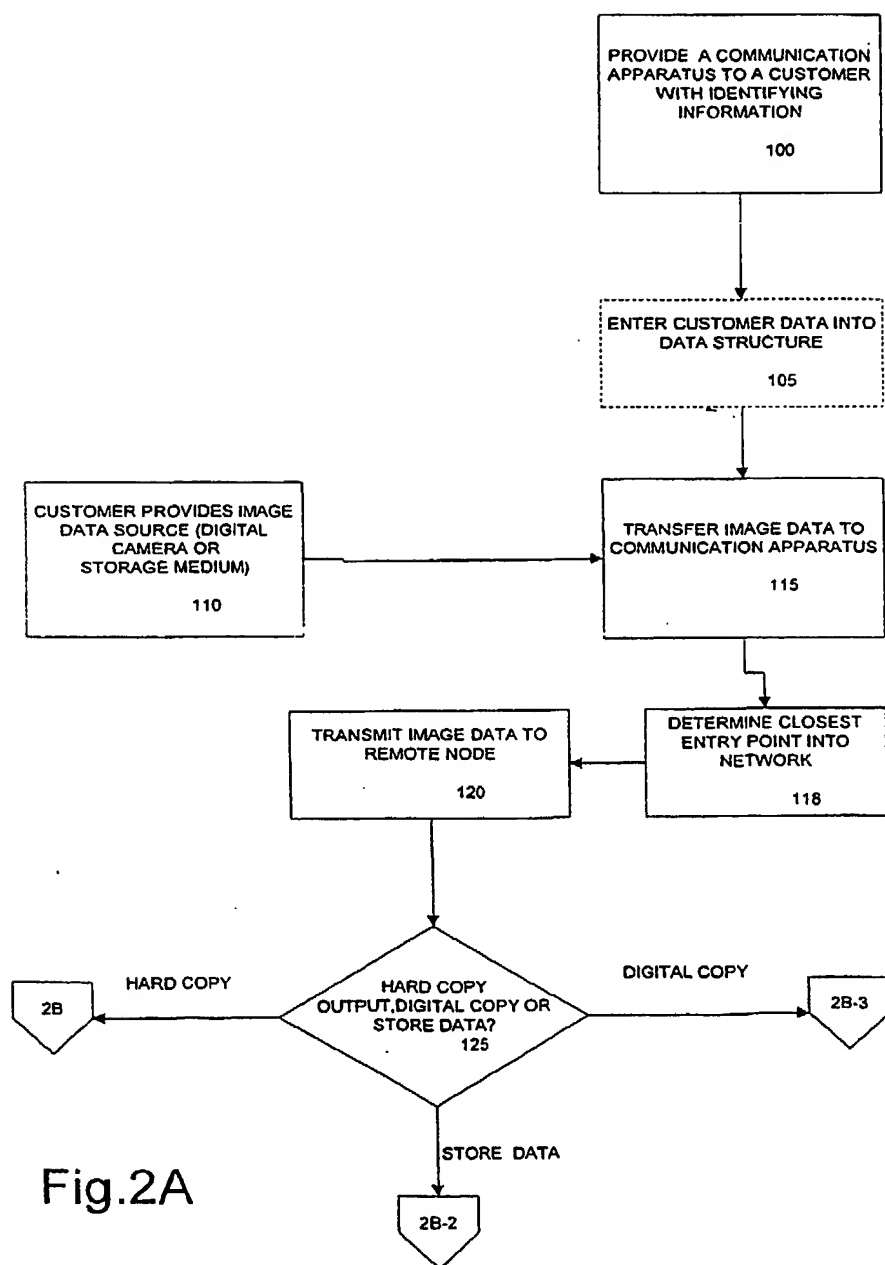 PROVIDE A COMMUNICATION
APPARATUS TO A CUSTOMER
WITH IDENTIFYING
INFORMATION
100
ENTER CUSTOMER DATA INTO
DATA STRUCTURE
105
CUSTOMER PROVIDES IMAGE
DATA SOURCE (DIGITAL
CAMERA OR
STORAGE MEDIUM)
110
TRANSFER IMAGE DATA TO
COMMUNICATION APPARATUS
115
DETERMINE CLOSEST
ENTRY POINT INTO
NETWORK
118
TRANSMIT IMAGE DATA TO
REMOTE NODE
120
HARD COPY
OUTPUT,DIGITAL COPY OR
STORE DATA?
125
HARD COPY
2B
DIGITAL COPY
2B-3
STORE DATA
2B-2
Fig.2A